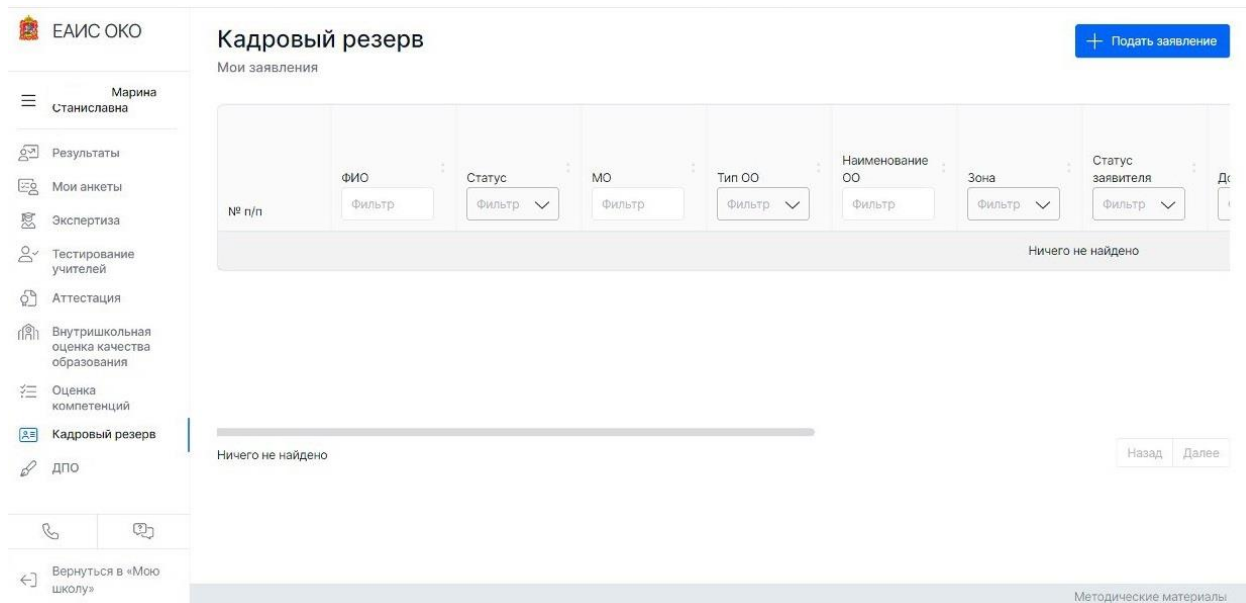 ЕАИС ОКО
Марина
Станиславна
Результаты
Мои анкеты
Экспертиза
Тестирование
учителей
Аттестация
Внутришкольная
оценка качества
образования
Оценка
компетенций
Кадровый резерв
ДПО
Вернуться в «Мою
школу»
Кадровый резерв
Мои заявления
+ Подать заявление
№ п/п
ФИО
Фильтр
Статус
Фильтр
МО
Фильтр
Тип ОО
Фильтр
Наименование
ОО
Фильтр
Зона
Фильтр
Статус
заявителя
Фильтр
Ничего не найдено
Ничего не найдено
Назад Далее
Методические материалы